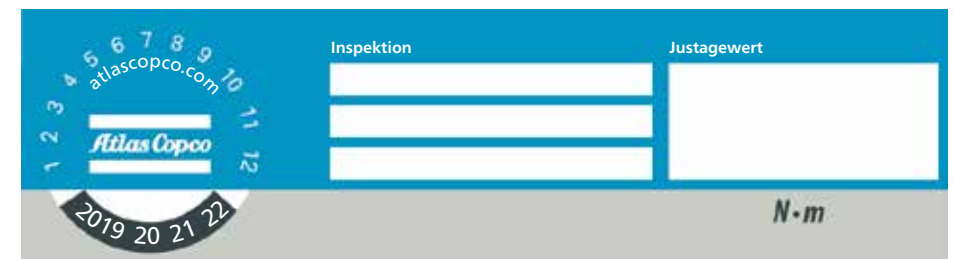 1 2 3 4 5 6 7 8 9 10 11 12
atlascopco.com
Atlas Copco
2019 20 21 22
Inspektion
Justagewert
N·m